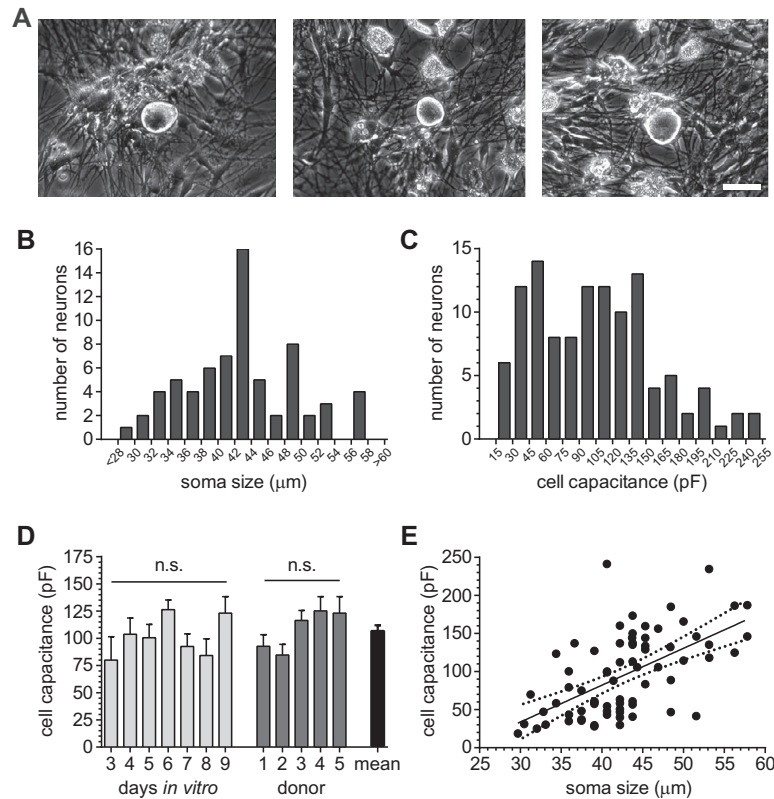 A
B
16
14
12
10
8
6
4
2
0
number of neurons
<28 30 32 34 36 38 40 42 44 46 48 50 52 54 56 58 >60
soma size (μm)
C
15
10
5
0
number of neurons
15 30 45 60 75 90 105 120 135 150 165 180 195 210 225 240 255
cell capacitance (pF)
D
175
150
125
100
75
50
25
0
cell capacitance (pF)
n.s. n.s.
3 4 5 6 7 8 9 1 2 3 4 5 mean
days in vitro donor
E
250
200
150
100
50
0
cell capacitance (pF)
25 30 35 40 45 50 55 60
soma size (μm)